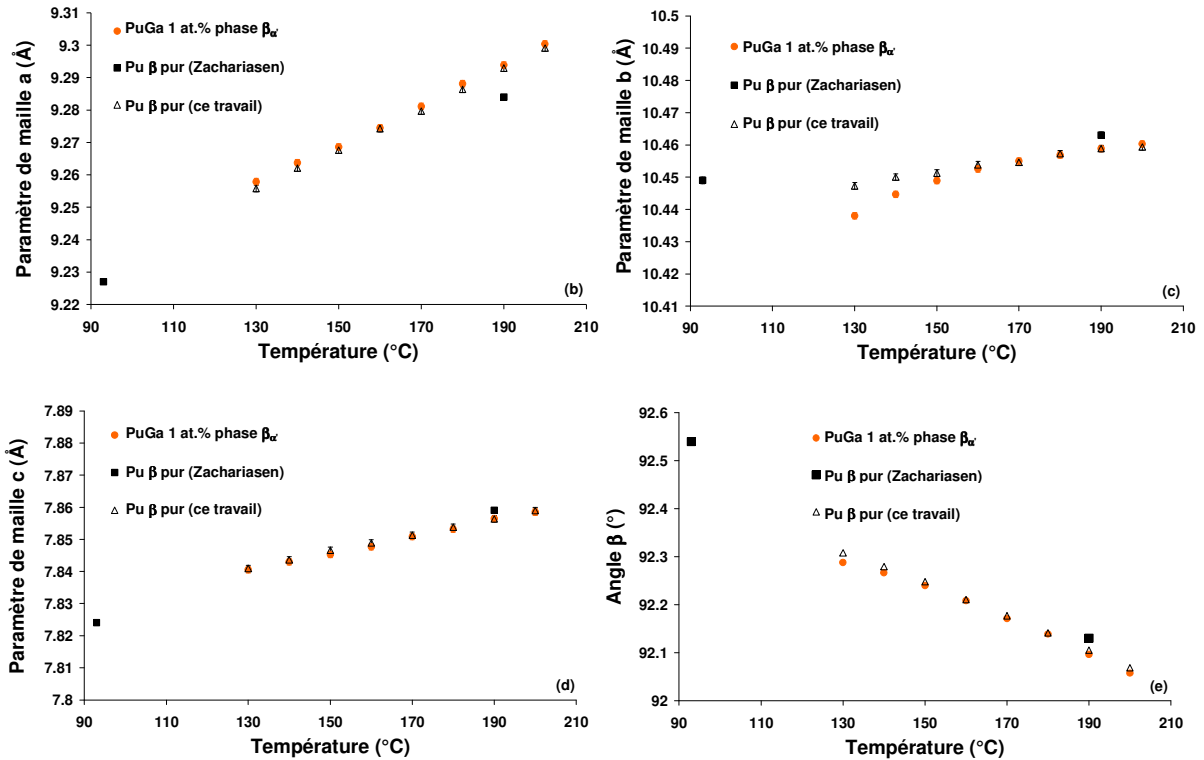 Paramètre de maille a (Å)
9.31
9.3
9.29
9.28
9.27
9.26
9.25
9.24
9.23
9.22
PuGa 1 at.% phase βα'
Pu β pur (Zachariasen)
Pu β pur (ce travail)
(b)
90 110 130 150 170 190 210
Température (°C)
Paramètre de maille b (Å)
10.5
10.49
10.48
10.47
10.46
10.45
10.44
10.43
10.42
10.41
PuGa 1 at.% phase βα'
Pu β pur (Zachariasen)
Pu β pur (ce travail)
(c)
90 110 130 150 170 190 210
Température (°C)
Paramètre de maille c (Å)
7.89
7.88
7.87
7.86
7.85
7.84
7.83
7.82
7.81
7.8
PuGa 1 at.% phase βα'
Pu β pur (Zachariasen)
Pu β pur (ce travail)
(d)
90 110 130 150 170 190 210
Température (°C)
Angle β (°)
92.6
92.5
92.4
92.3
92.2
92.1
92
PuGa 1 at.% phase βα'
Pu β pur (Zachariasen)
Pu β pur (ce travail)
(e)
90 110 130 150 170 190 210
Température (°C)